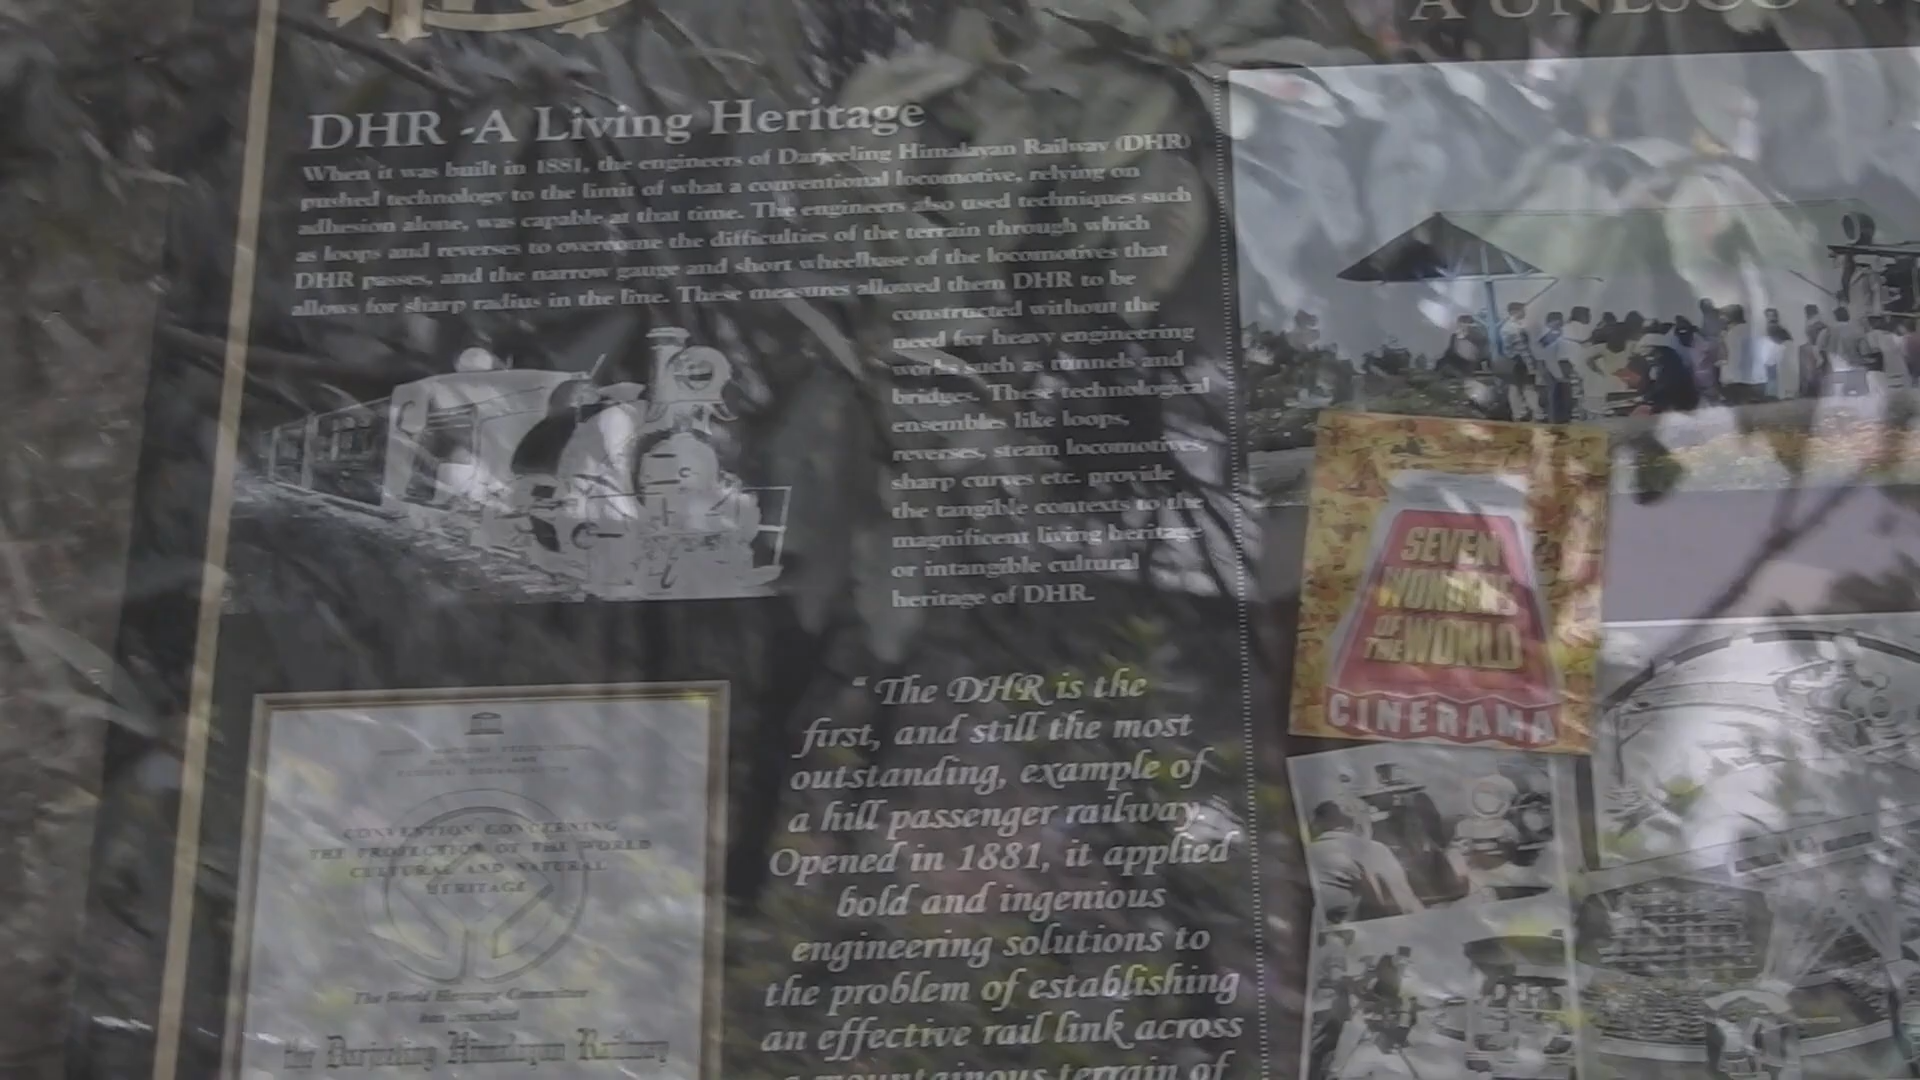 A UNESCO
DHR -A Living Heritage
When it was built in 1881, the engineers of Darjeeling Himalayan Railway (DHR)
pushed technology to the limit of what a conventional locomotive, relying on
adhesion alone, was capable at that time. The engineers also used techniques such
as loops and reverses to overcome the difficulties of the terrain through which
DHR passes, and the narrow gauge and short wheelbase of the locomotives that
allows for sharp radius in the line. These measures allowed them DHR to be
constructed without the
need for heavy engineering
works such as tunnels and
bridges. These technological
ensembles like loops,
reverses, steam locomotives,
sharp curves etc. provide
the tangible contexts to the
magnificent living heritage
or intangible cultural
heritage of DHR.
SEVEN
WONDERS
OF
THE WORLD
CINERAMA
CONVENTION CONCERNING
THE PROTECTION OF THE WORLD
CULTURAL AND NATURAL
HERITAGE
The World Heritage Committee
has inscribed
the Darjeeling Himalayan Railway
“ The DHR is the
first, and still the most
outstanding, example of
a hill passenger railway.
Opened in 1881, it applied
bold and ingenious
engineering solutions to
the problem of establishing
an effective rail link across
a mountainous terrain of